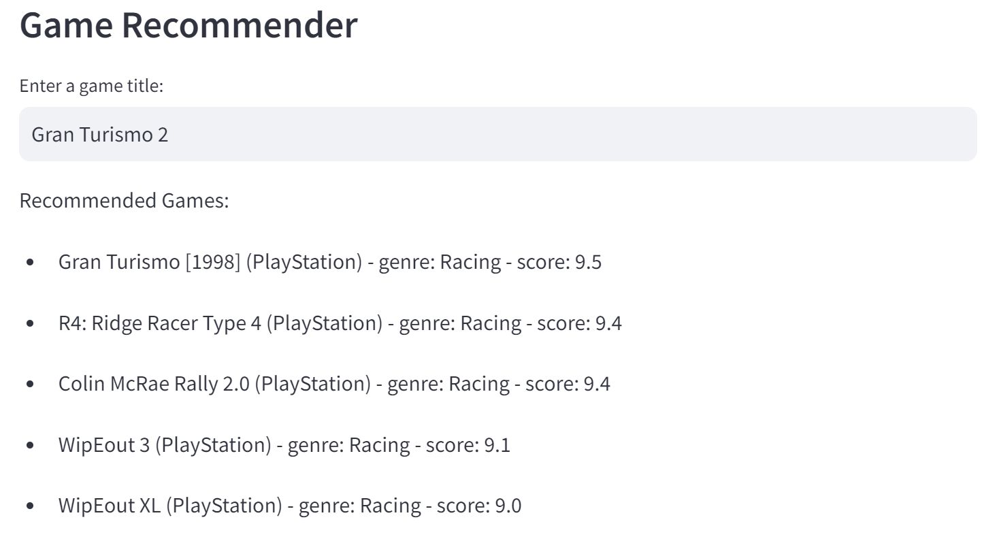 Game Recommender
Enter a game title:
Gran Turismo 2
Recommended Games:
• Gran Turismo [1998] (PlayStation) - genre: Racing - score: 9.5
• R4: Ridge Racer Type 4 (PlayStation) - genre: Racing - score: 9.4
• Colin McRae Rally 2.0 (PlayStation) - genre: Racing - score: 9.4
• WipEout 3 (PlayStation) - genre: Racing - score: 9.1
• WipEout XL (PlayStation) - genre: Racing - score: 9.0